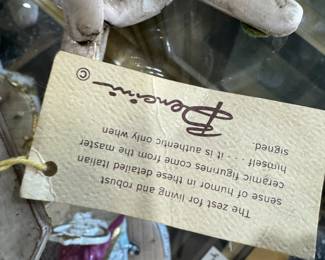 The zest for living and robust
sense of humor in these detailed Italian
ceramic figurines come from the master
himself . . . . it is authentic only when
signed.
Bencini
©